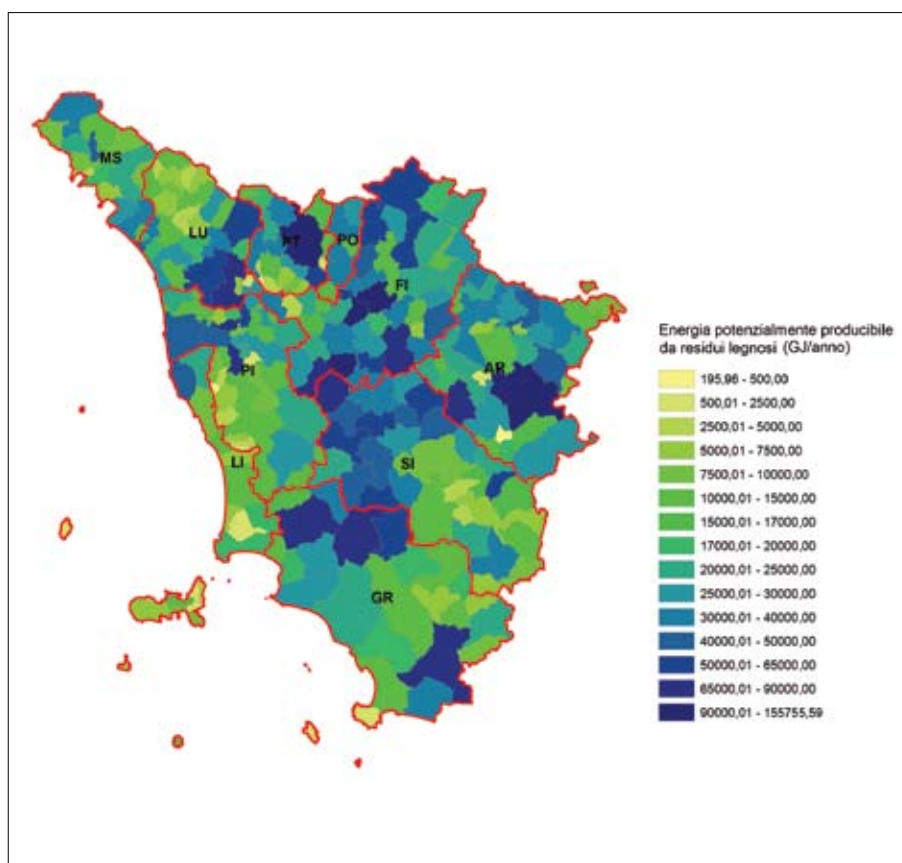 MS
LU
PT
PO
FI
PI
AR
LI
SI
GR
Energia potenzialmente producibile
da residui legnosi (GJ/anno)
195,96 - 500,00
500,01 - 2500,00
2500,01 - 5000,00
5000,01 - 7500,00
7500,01 - 10000,00
10000,01 - 15000,00
15000,01 - 17000,00
17000,01 - 20000,00
20000,01 - 25000,00
25000,01 - 30000,00
30000,01 - 40000,00
40000,01 - 50000,00
50000,01 - 65000,00
65000,01 - 90000,00
90000,01 - 155755,59